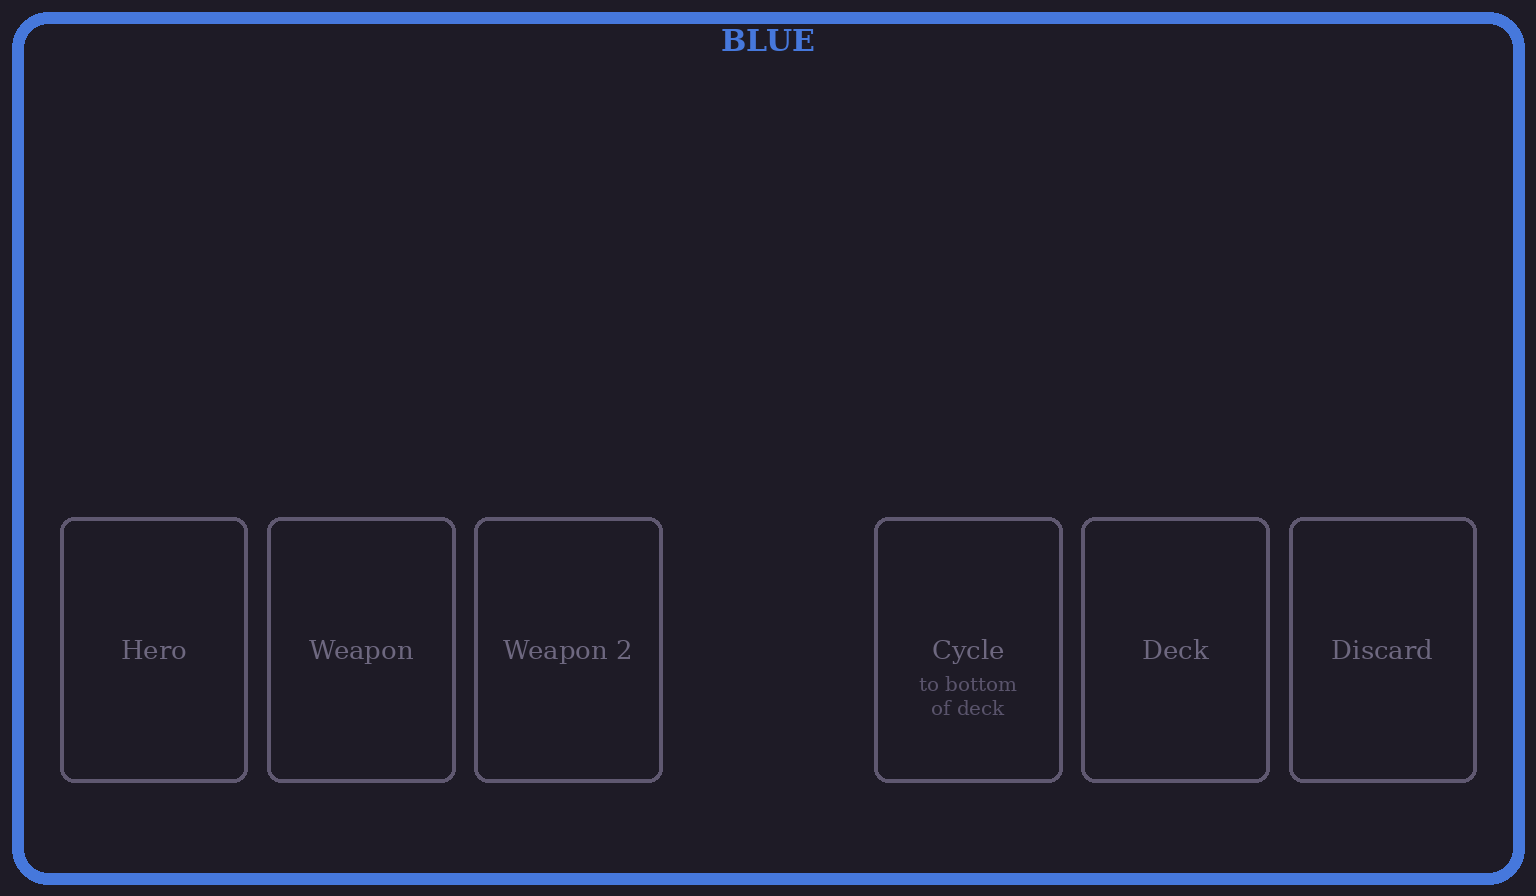 BLUE
Hero
Weapon
Weapon 2
Cycle
to bottom
of deck
Deck
Discard